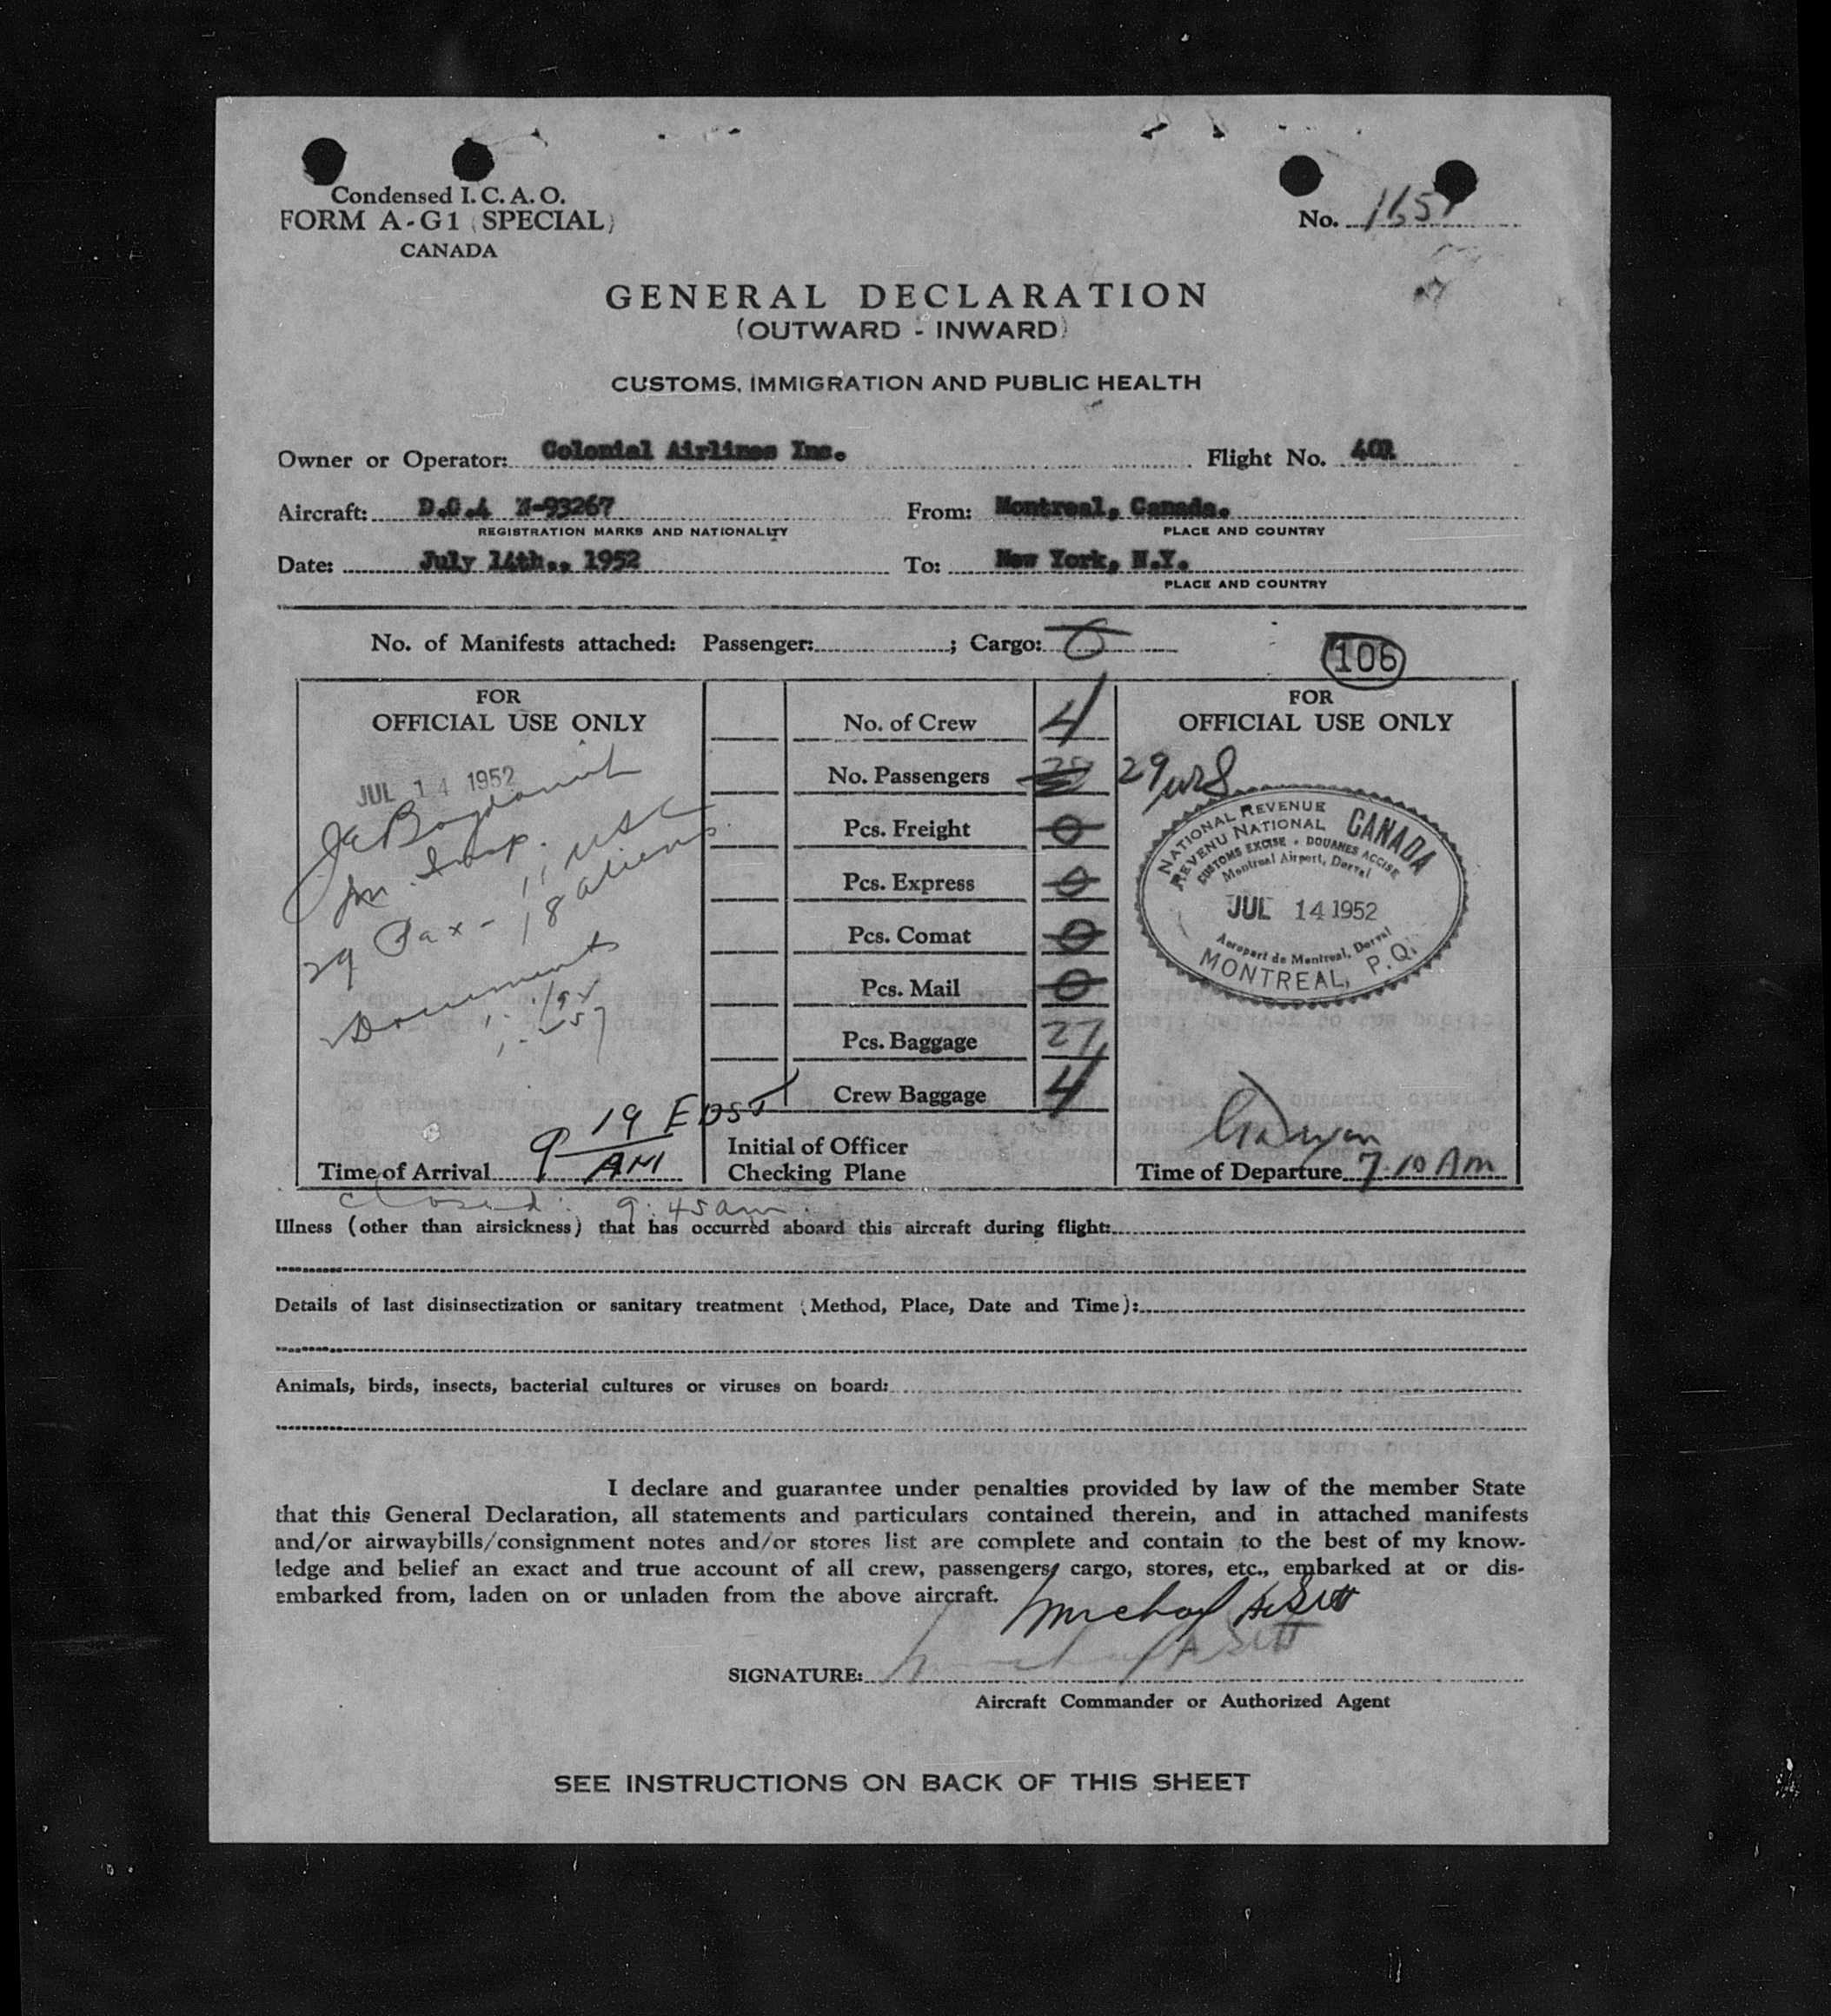 Condensed I. C. A. O.
FORM A-G1 (SPECIAL)
CANADA
No.
GENERAL DECLARATION
(OUTWARD - INWARD)
CUSTOMS, IMMIGRATION AND PUBLIC HEALTH
Owner or Operator: Colonial Airlines Inc. Flight No.
Aircraft: D.C.4 N-93267 From: Montreal, Canada.
REGISTRATION MARKS AND NATIONALITY PLACE AND COUNTRY
Date: July 14th., 1952 To: New York, N.Y.
PLACE AND COUNTRY
No. of Manifests attached: Passenger: ; Cargo: 0
106
FOR
OFFICIAL USE ONLY
JUL 14 1952
29 Pax - 11 USC
18 aliens
Documents
Time of Arrival 9 19 EDST
AM
closed: 9:45 am.
No. of Crew 4
No. Passengers 29
Pcs. Freight 0
Pcs. Express 0
Pcs. Comat 0
Pcs. Mail 0
Pcs. Baggage 27
Crew Baggage 4
Initial of Officer
Checking Plane
FOR
OFFICIAL USE ONLY
NATIONAL REVENUE
REVENU NATIONAL
CANADA
CUSTOMS EXCISE • DOUANES ACCISE
Montreal Airport, Dorval
JUL 14 1952
Aeroport de Montreal, Dorval
MONTREAL, P.Q.
Time of Departure 7.10 Am
Illness (other than airsickness) that has occurred aboard this aircraft during flight:
Details of last disinsectization or sanitary treatment (Method, Place, Date and Time):
Animals, birds, insects, bacterial cultures or viruses on board:
I declare and guarantee under penalties provided by law of the member State
that this General Declaration, all statements and particulars contained therein, and in attached manifests
and/or airwaybills/consignment notes and/or stores list are complete and contain to the best of my know-
ledge and belief an exact and true account of all crew, passengers, cargo, stores, etc., embarked at or dis-
embarked from, laden on or unladen from the above aircraft.
SIGNATURE:
Aircraft Commander or Authorized Agent
SEE INSTRUCTIONS ON BACK OF THIS SHEET